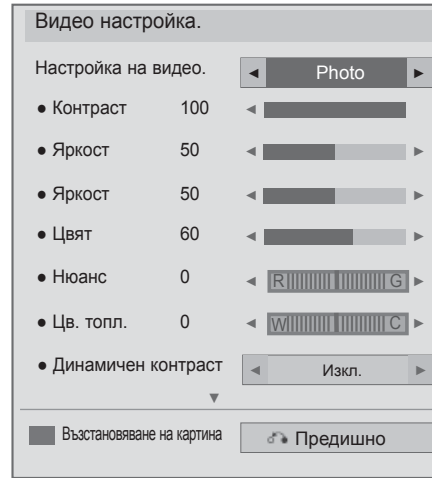 Видео настройка.
Настройка на видео. ◄ Photo ►
● Контраст 100 ◄
● Яркост 50 ◄ ►
● Яркост 50 ◄ ►
● Цвят 60 ◄ ►
● Нюанс 0 ◄ R G ►
● Цв. топл. 0 ◄ W C ►
● Динамичен контраст ◄ Изкл. ►
▼
Възстановяване на картина Предишно